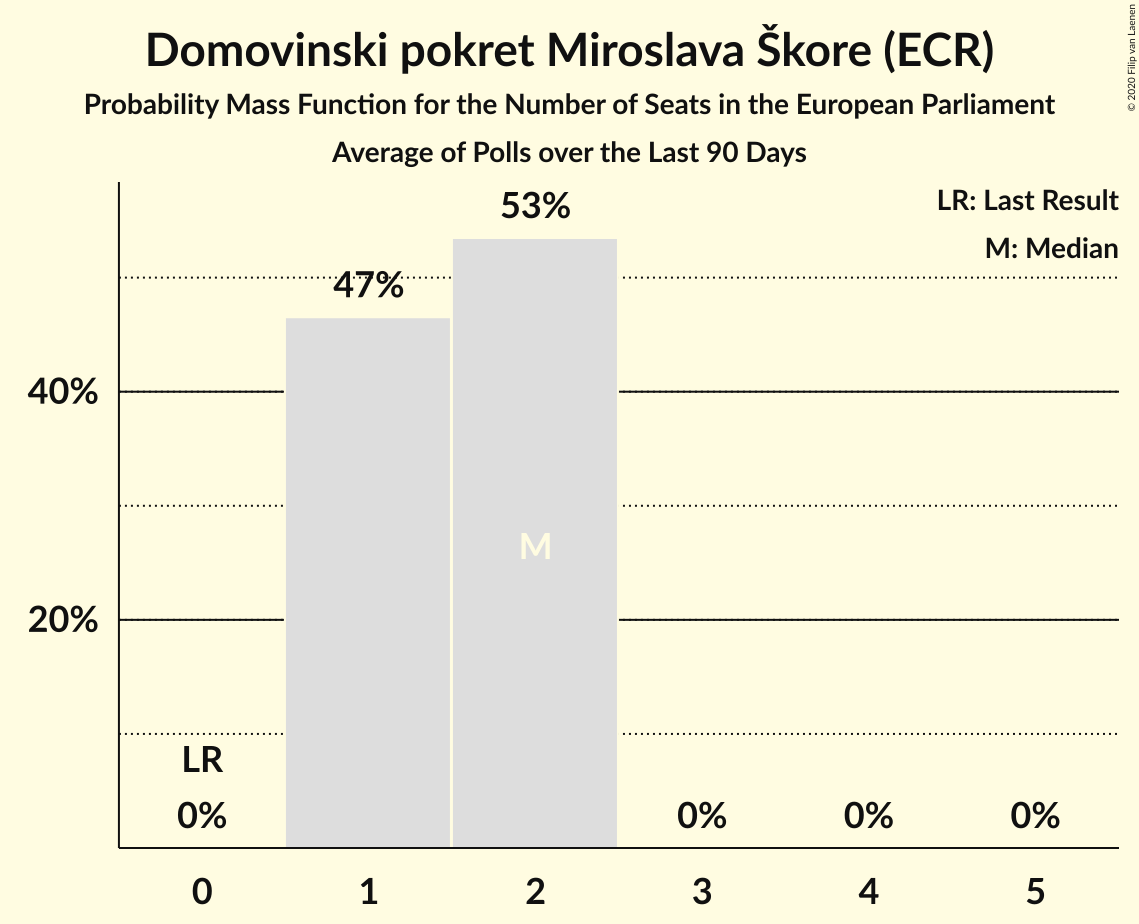 Domovinski pokret Miroslava Škore (ECR)
Probability Mass Function for the Number of Seats in the European Parliament
Average of Polls over the Last 90 Days
© 2020 Filip van Laenen
LR: Last Result
M: Median
53%
47%
40%
M
20%
LR
0%
0%
0%
0%
0
1
2
3
4
5